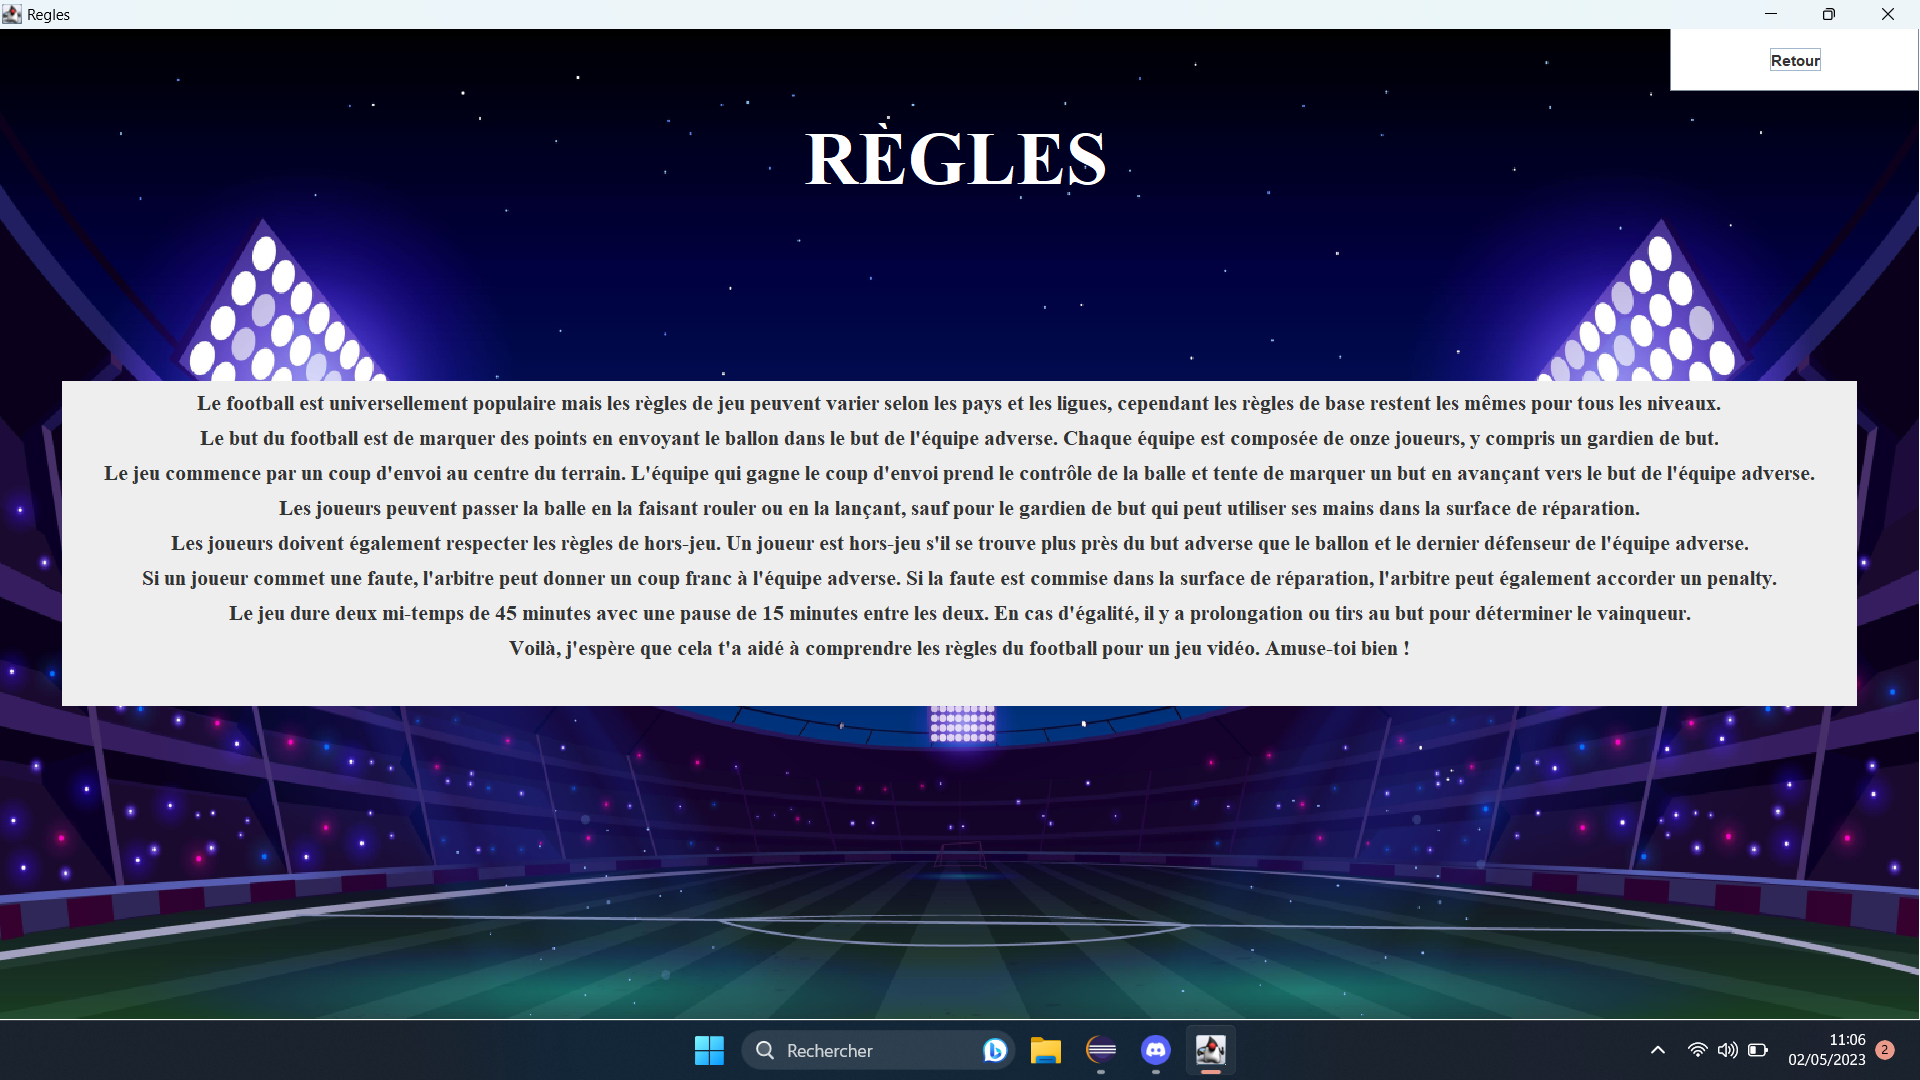 Regles
Retour
RÈGLES
Le football est universellement populaire mais les règles de jeu peuvent varier selon les pays et les ligues, cependant les règles de base restent les mêmes pour tous les niveaux.
Le but du football est de marquer des points en envoyant le ballon dans le but de l'équipe adverse. Chaque équipe est composée de onze joueurs, y compris un gardien de but.
Le jeu commence par un coup d'envoi au centre du terrain. L'équipe qui gagne le coup d'envoi prend le contrôle de la balle et tente de marquer un but en avançant vers le but de l'équipe adverse.
Les joueurs peuvent passer la balle en la faisant rouler ou en la lançant, sauf pour le gardien de but qui peut utiliser ses mains dans la surface de réparation.
Les joueurs doivent également respecter les règles de hors-jeu. Un joueur est hors-jeu s'il se trouve plus près du but adverse que le ballon et le dernier défenseur de l'équipe adverse.
Si un joueur commet une faute, l'arbitre peut donner un coup franc à l'équipe adverse. Si la faute est commise dans la surface de réparation, l'arbitre peut également accorder un penalty.
Le jeu dure deux mi-temps de 45 minutes avec une pause de 15 minutes entre les deux. En cas d'égalité, il y a prolongation ou tirs au but pour déterminer le vainqueur.
Voilà, j'espère que cela t'a aidé à comprendre les règles du football pour un jeu vidéo. Amuse-toi bien !
Rechercher
11:06
02/05/2023
2